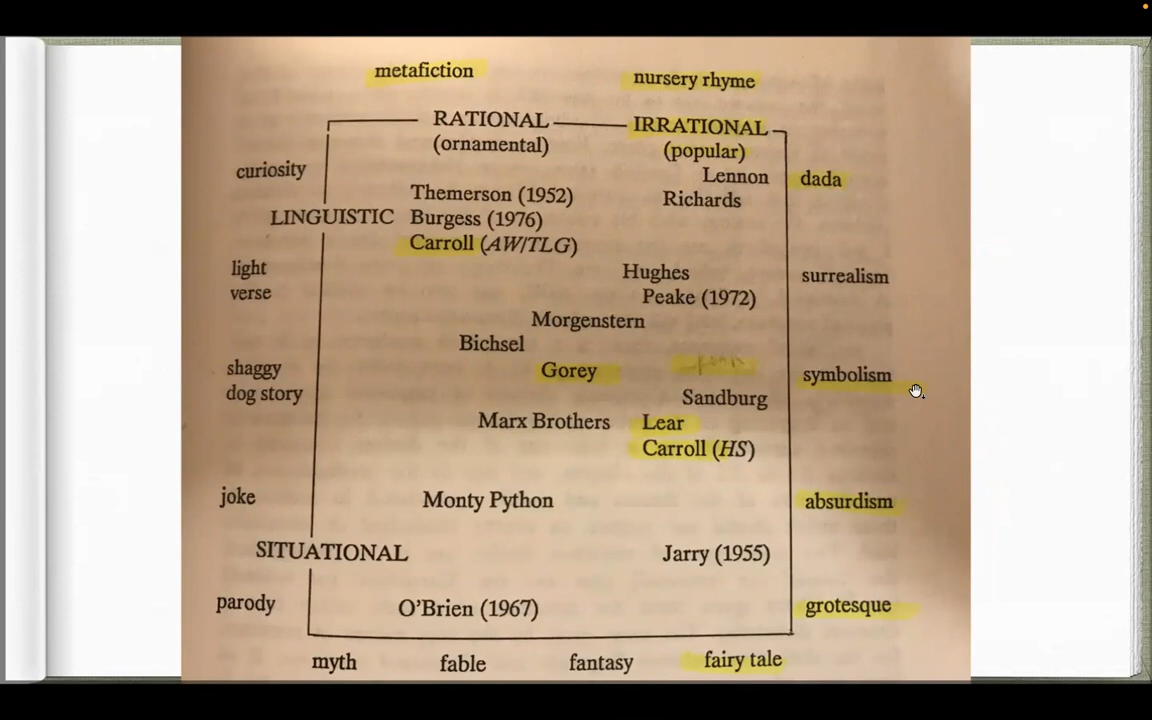 metafiction nursery rhyme
RATIONAL IRRATIONAL
(ornamental) (popular)
curiosity Lennon dada
Themerson (1952) Richards
LINGUISTIC Burgess (1976)
Carroll (AW/TLG)
light Hughes surrealism
verse Peake (1972)
Morgenstern
Bichsel
shaggy Gorey symbolism
dog story Sandburg
Marx Brothers Lear
Carroll (HS)
joke Monty Python absurdism
SITUATIONAL Jarry (1955)
parody O'Brien (1967) grotesque
myth fable fantasy fairy tale